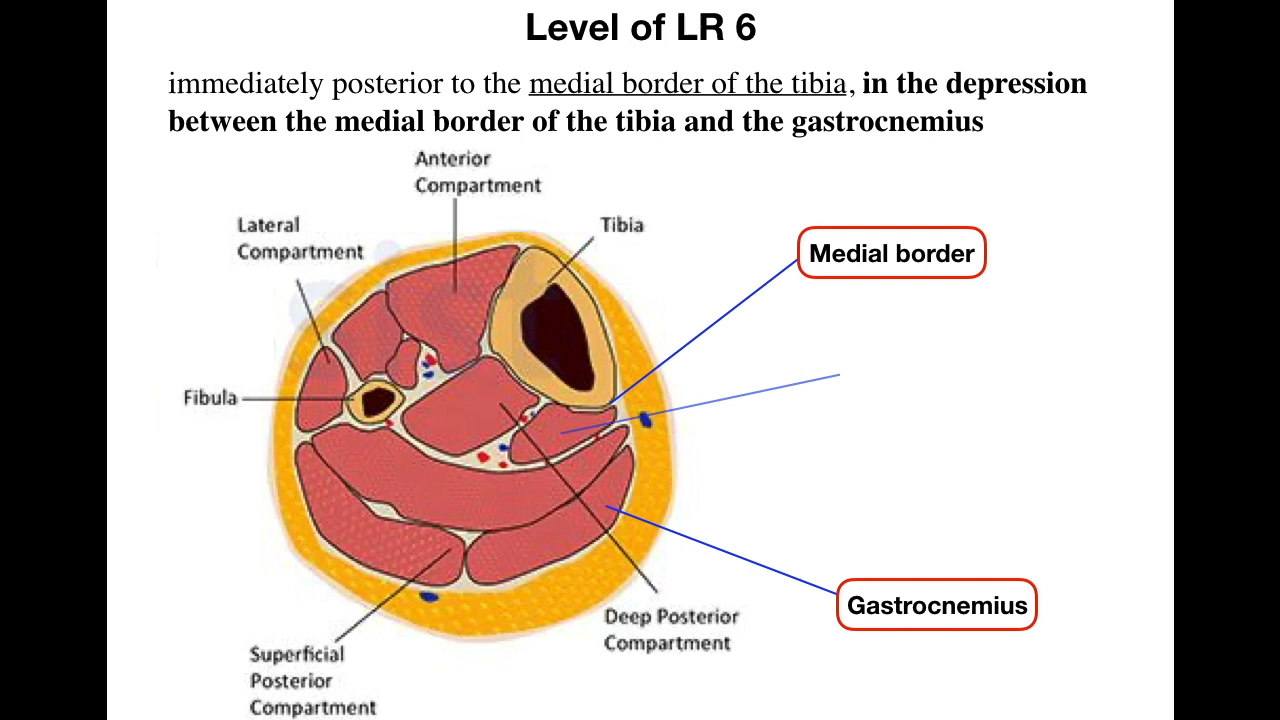 Level of LR 6
immediately posterior to the medial border of the tibia, in the depression
between the medial border of the tibia and the gastrocnemius
Anterior
Compartment
Lateral
Compartment
Tibia
Medial border
Fibula
Gastrocnemius
Deep Posterior
Compartment
Superficial
Posterior
Compartment